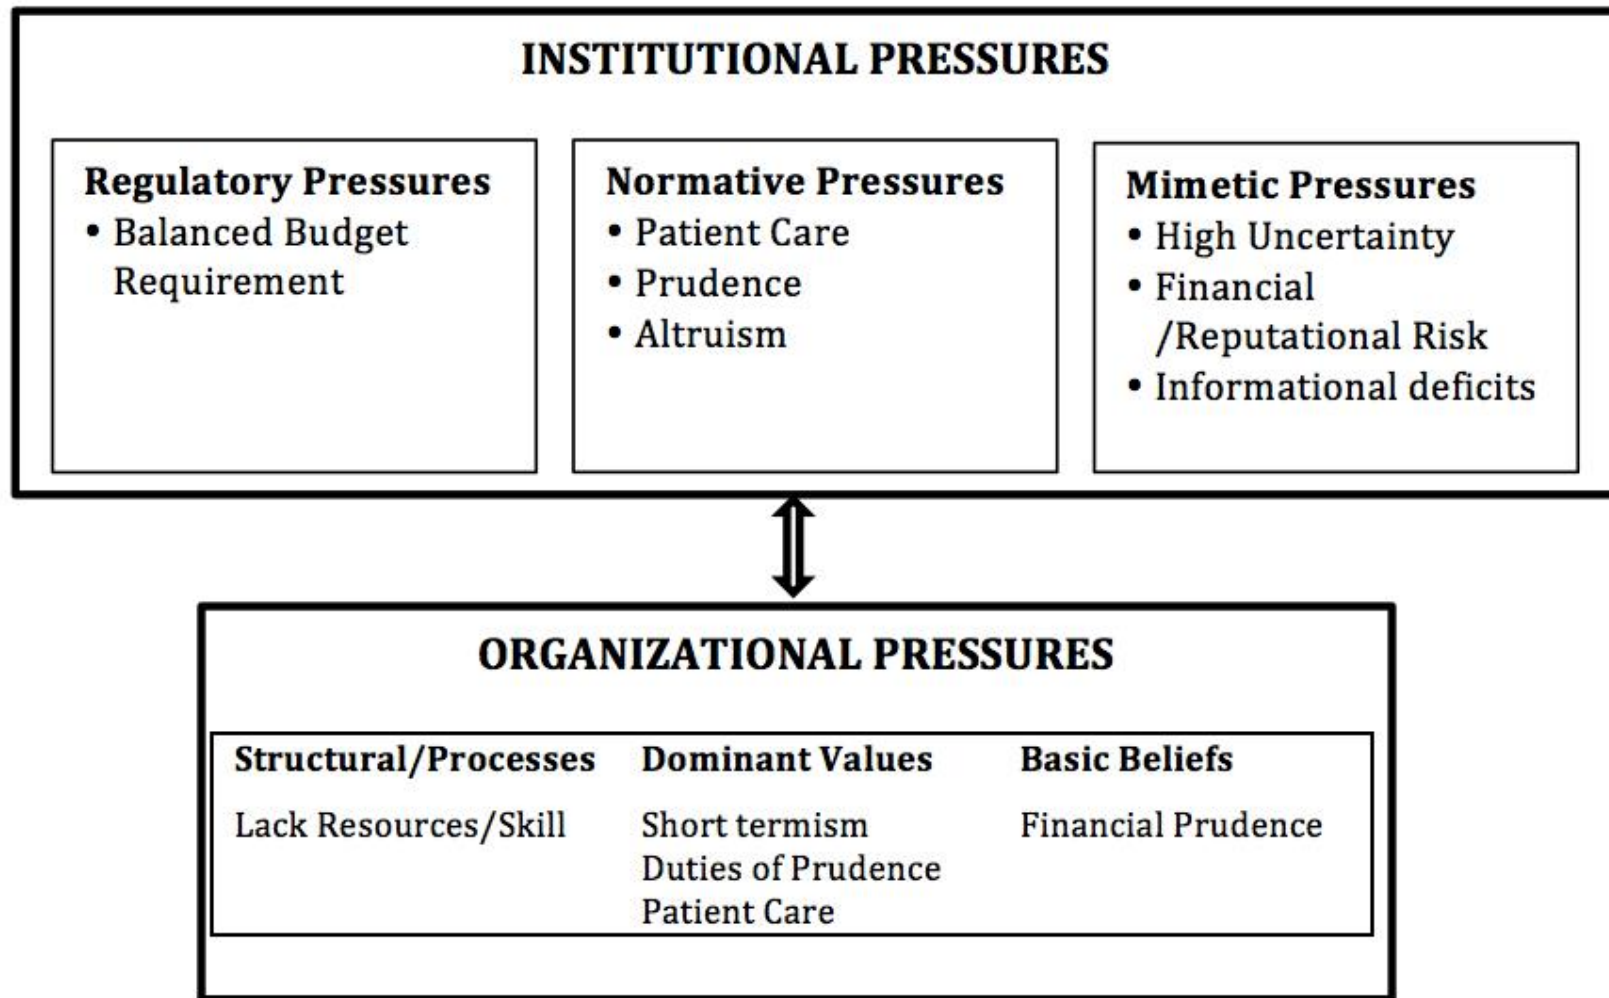 INSTITUTIONAL PRESSURES
Regulatory Pressures
• Balanced Budget
Requirement
Normative Pressures
• Patient Care
• Prudence
• Altruism
Mimetic Pressures
• High Uncertainty
• Financial
/Reputational Risk
• Informational deficits
ORGANIZATIONAL PRESSURES
Structural/Processes
Lack Resources/Skill
Dominant Values
Short termism
Duties of Prudence
Patient Care
Basic Beliefs
Financial Prudence